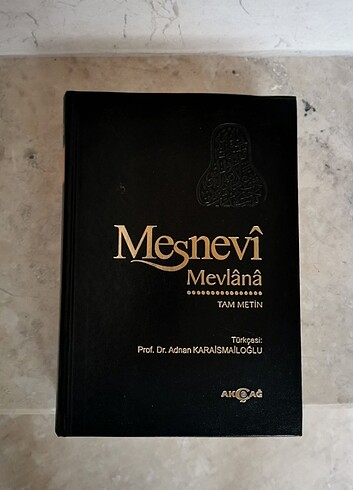 Mesnevî
Mevlânâ
TAM METİN
Türkçesi:
Prof. Dr. Adnan KARAİSMAİLOĞLU
AKÇAĞ